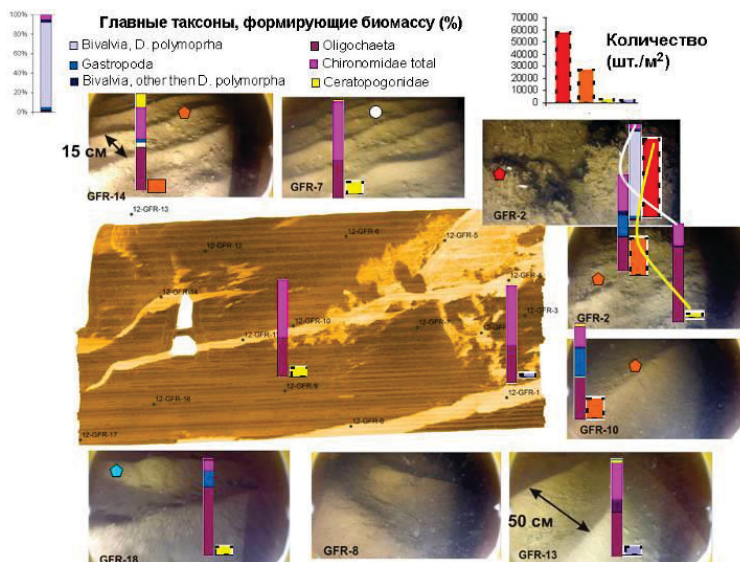 Главные таксоны, формирующие биомассу (%)
100%
80%
60%
40%
20%
0%
Bivalvia, D. polymoprha
Gastropoda
Bivalvia, other then D. polymorpha
Oligochaeta
Chironomidae total
Ceratopogonidae
70000
60000
50000
40000
30000
20000
10000
0
Количество
(шт./м²)
15 см
GFR-14
GFR-7
GFR-2
12-GFR-13
12-GFR-12
12-GFR-6
12-GFR-5
12-GFR-4
12-GFR-14
12-GFR-3
12-GFR-10
12-GFR-7
12-GFR-11
12-GFR-9
12-GFR-16
12-GFR-1
12-GFR-8
12-GFR-17
GFR-2
GFR-10
GFR-18
GFR-8
50 см
GFR-13